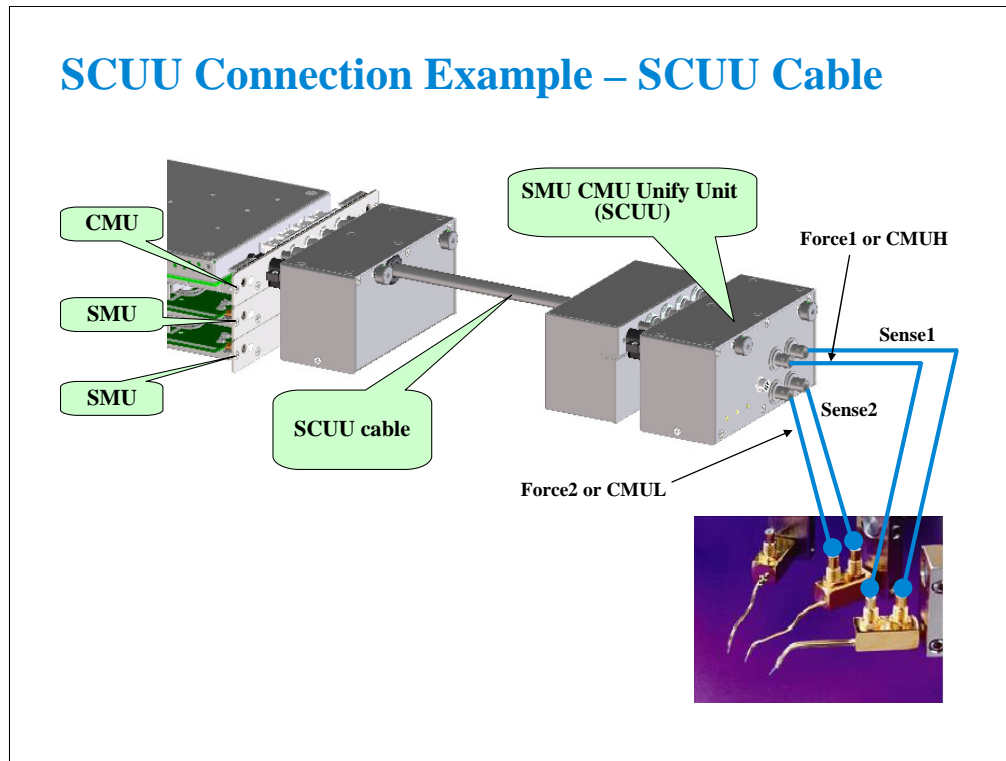 SCUU Connection Example – SCUU Cable
SMU CMU Unify Unit
(SCUU)
CMU
Force1 or CMUH
SMU
Sense1
SMU
SCUU cable
Sense2
Force2 or CMUL